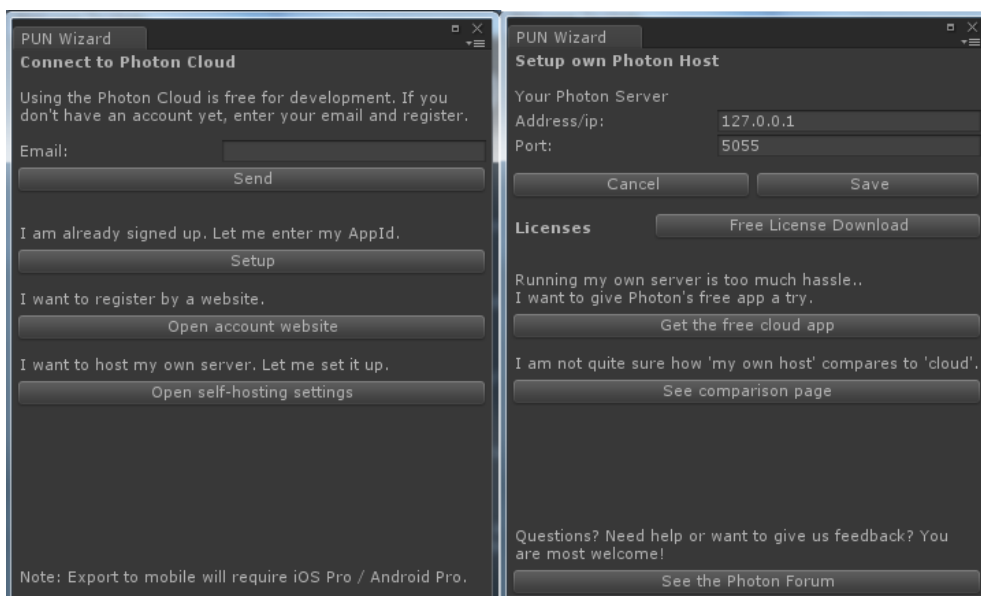 PUN Wizard
Connect to Photon Cloud
Using the Photon Cloud is free for development. If you
don't have an account yet, enter your email and register.
Email:
Send
I am already signed up. Let me enter my AppId.
Setup
I want to register by a website.
Open account website
I want to host my own server. Let me set it up.
Open self-hosting settings
Note: Export to mobile will require iOS Pro / Android Pro.
PUN Wizard
Setup own Photon Host
Your Photon Server
Address/ip: 127.0.0.1
Port: 5055
Cancel Save
Licenses Free License Download
Running my own server is too much hassle..
I want to give Photon's free app a try.
Get the free cloud app
I am not quite sure how 'my own host' compares to 'cloud'.
See comparison page
Questions? Need help or want to give us feedback? You
are most welcome!
See the Photon Forum